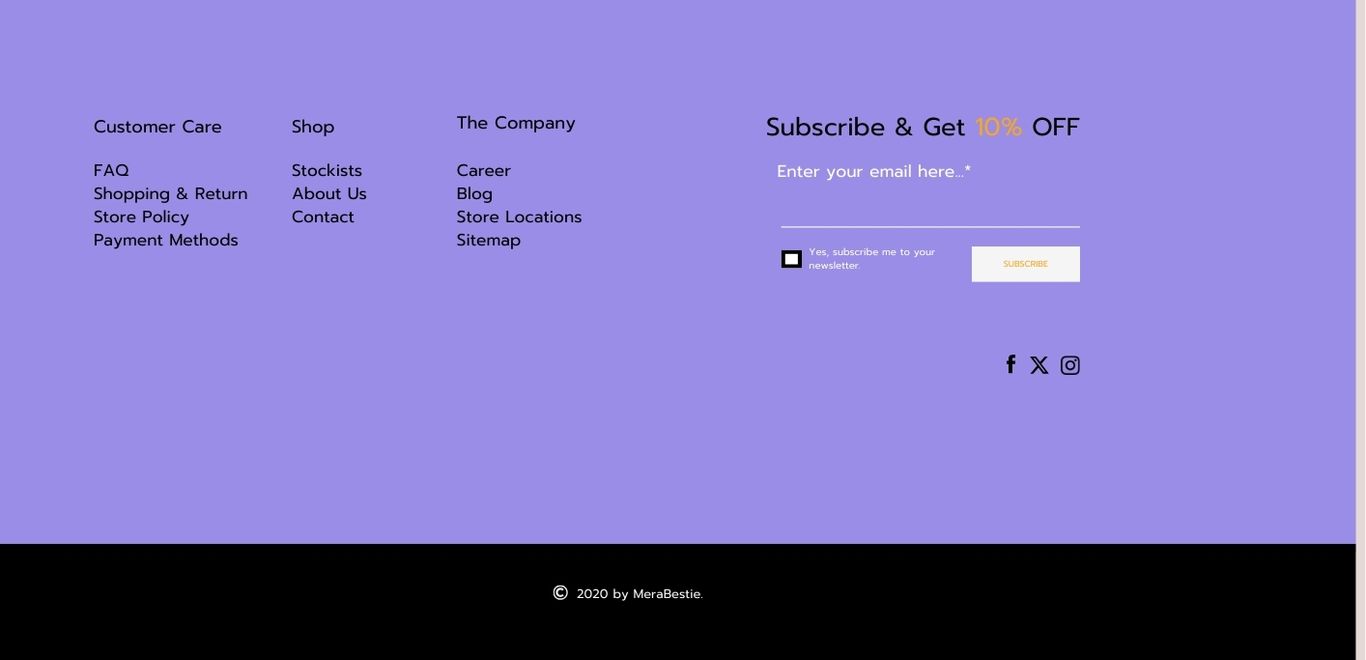 Customer Care
FAQ
Shopping & Return
Store Policy
Payment Methods
Shop
Stockists
About Us
Contact
The Company
Career
Blog
Store Locations
Sitemap
Subscribe & Get 10% OFF
Enter your email here...*
Yes, subscribe me to your
newsletter.
SUBSCRIBE
© 2020 by MeraBestie.